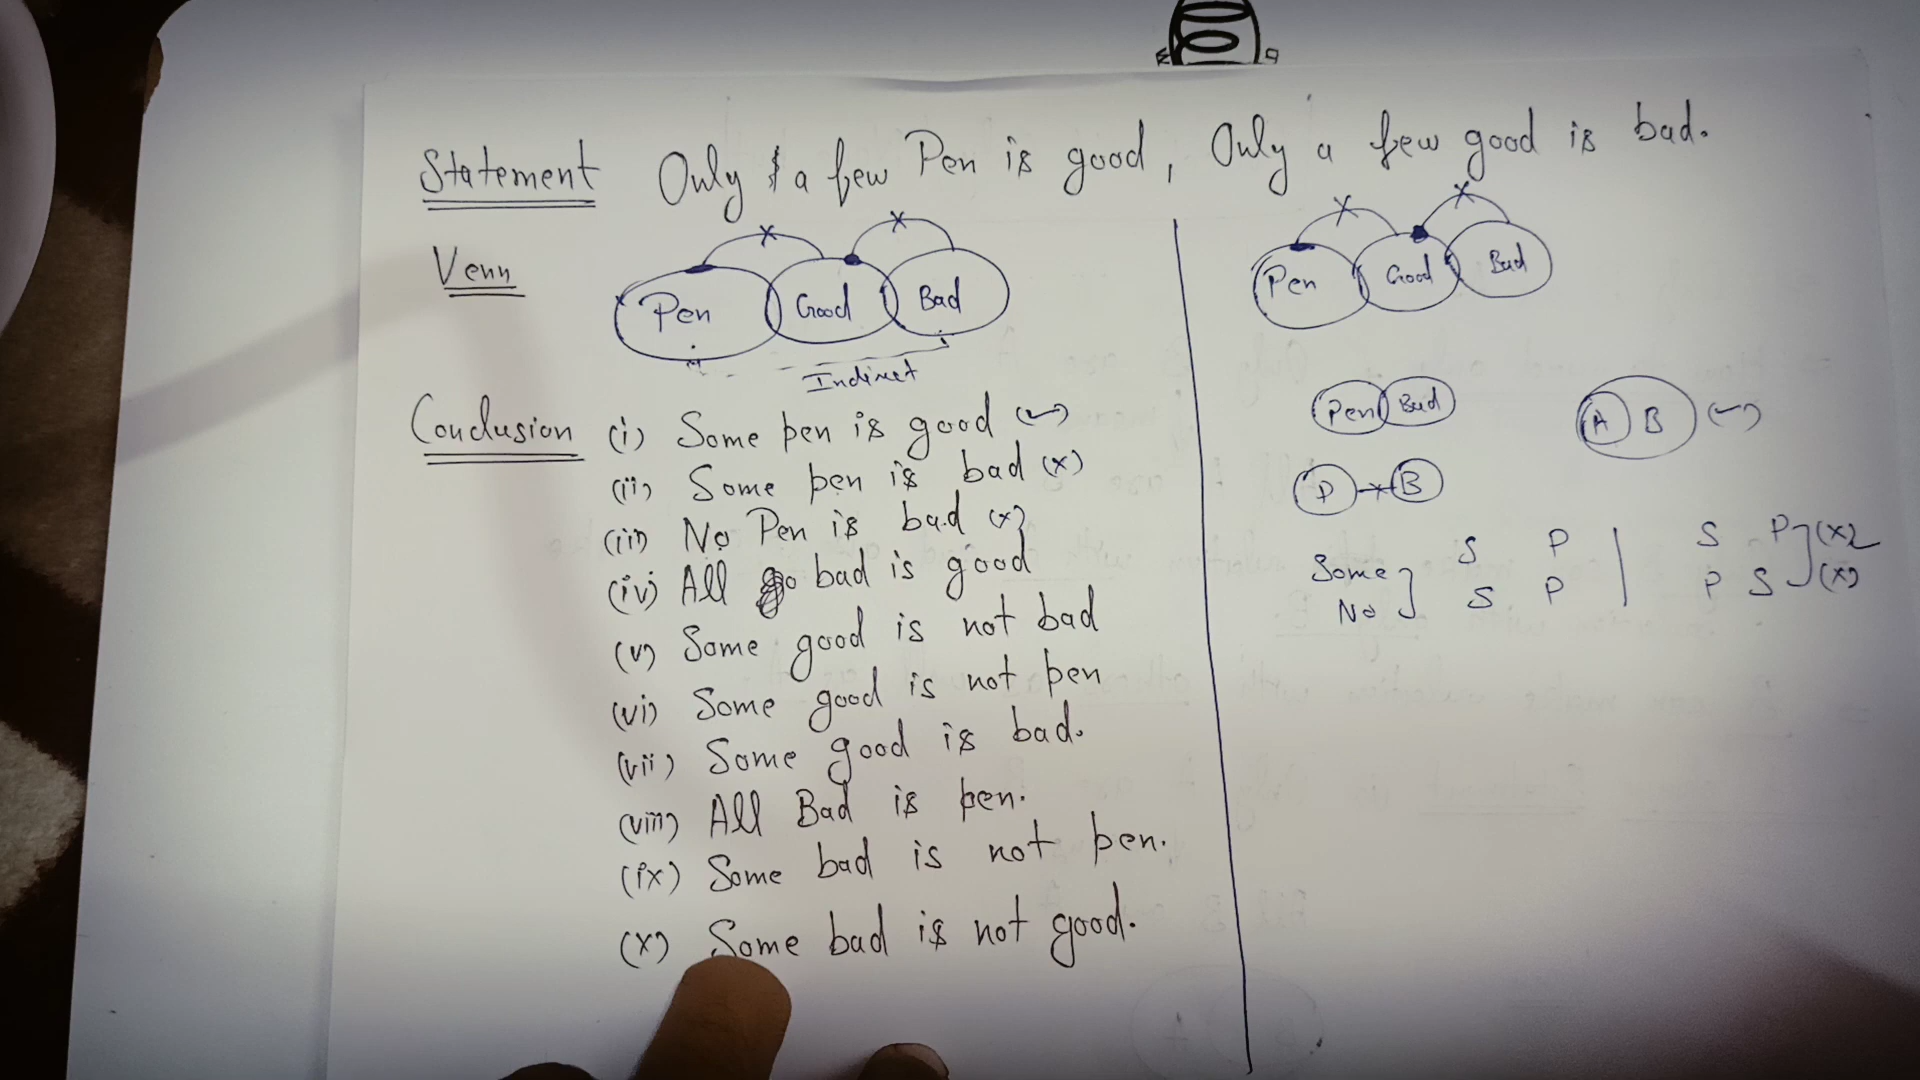 Statement Only a few Pen is good, Only a few good is bad.
Venn
Pen Good Bad
Indirect
Pen Good Bad
Conclusion (i) Some pen is good (✓)
(ii) Some pen is bad (x)
(iii) No Pen is bad (x)
(iv) All bad is good
(v) Some good is not bad
(vi) Some good is not pen
(vii) Some good is bad.
(viii) All Bad is pen.
(ix) Some bad is not pen.
(x) Some bad is not good.
Pen Bad
A B (✓)
P x B
Some S P | S P (x)
No S P | P S (x)